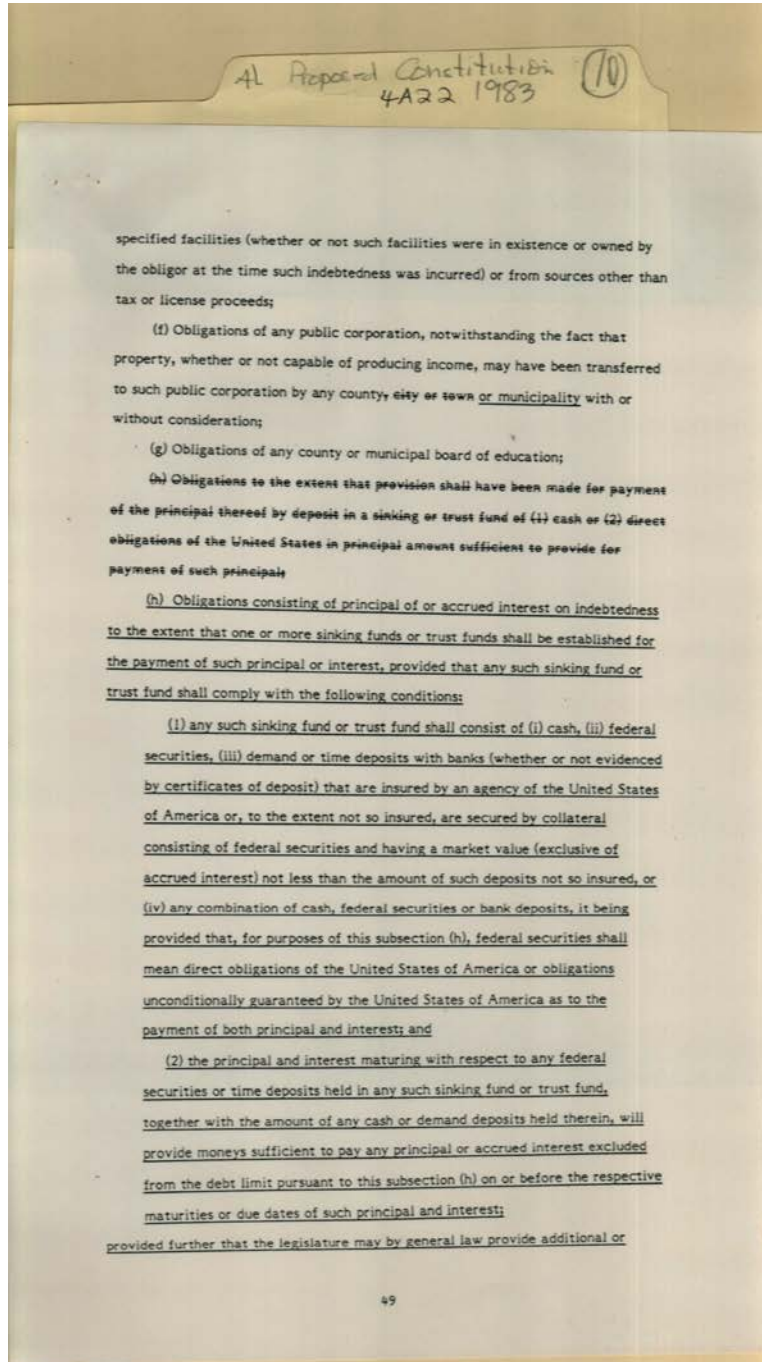 AL Proposed Constitution (10)
4A22 1983
specified facilities (whether or not such facilities were in existence or owned by
the obligor at the time such indebtedness was incurred) or from sources other than
tax or license proceeds;
(f) Obligations of any public corporation, notwithstanding the fact that
property, whether or not capable of producing income, may have been transferred
to such public corporation by any county, city or town or municipality with or
without consideration;
(g) Obligations of any county or municipal board of education;
(h) Obligations to the extent that provision shall have been made for payment
of the principal thereof by deposit in a sinking or trust fund of (1) cash or (2) direct
obligations of the United States in principal amount sufficient to provide for
payment of such principal;
(h) Obligations consisting of principal of or accrued interest on indebtedness
to the extent that one or more sinking funds or trust funds shall be established for
the payment of such principal or interest, provided that any such sinking fund or
trust fund shall comply with the following conditions:
(1) any such sinking fund or trust fund shall consist of (i) cash, (ii) federal
securities, (iii) demand or time deposits with banks (whether or not evidenced
by certificates of deposit) that are insured by an agency of the United States
of America or, to the extent not so insured, are secured by collateral
consisting of federal securities and having a market value (exclusive of
accrued interest) not less than the amount of such deposits not so insured, or
(iv) any combination of cash, federal securities or bank deposits, it being
provided that, for purposes of this subsection (h), federal securities shall
mean direct obligations of the United States of America or obligations
unconditionally guaranteed by the United States of America as to the
payment of both principal and interest; and
(2) the principal and interest maturing with respect to any federal
securities or time deposits held in any such sinking fund or trust fund,
together with the amount of any cash or demand deposits held therein, will
provide moneys sufficient to pay any principal or accrued interest excluded
from the debt limit pursuant to this subsection (h) on or before the respective
maturities or due dates of such principal and interest;
provided further that the legislature may by general law provide additional or
49